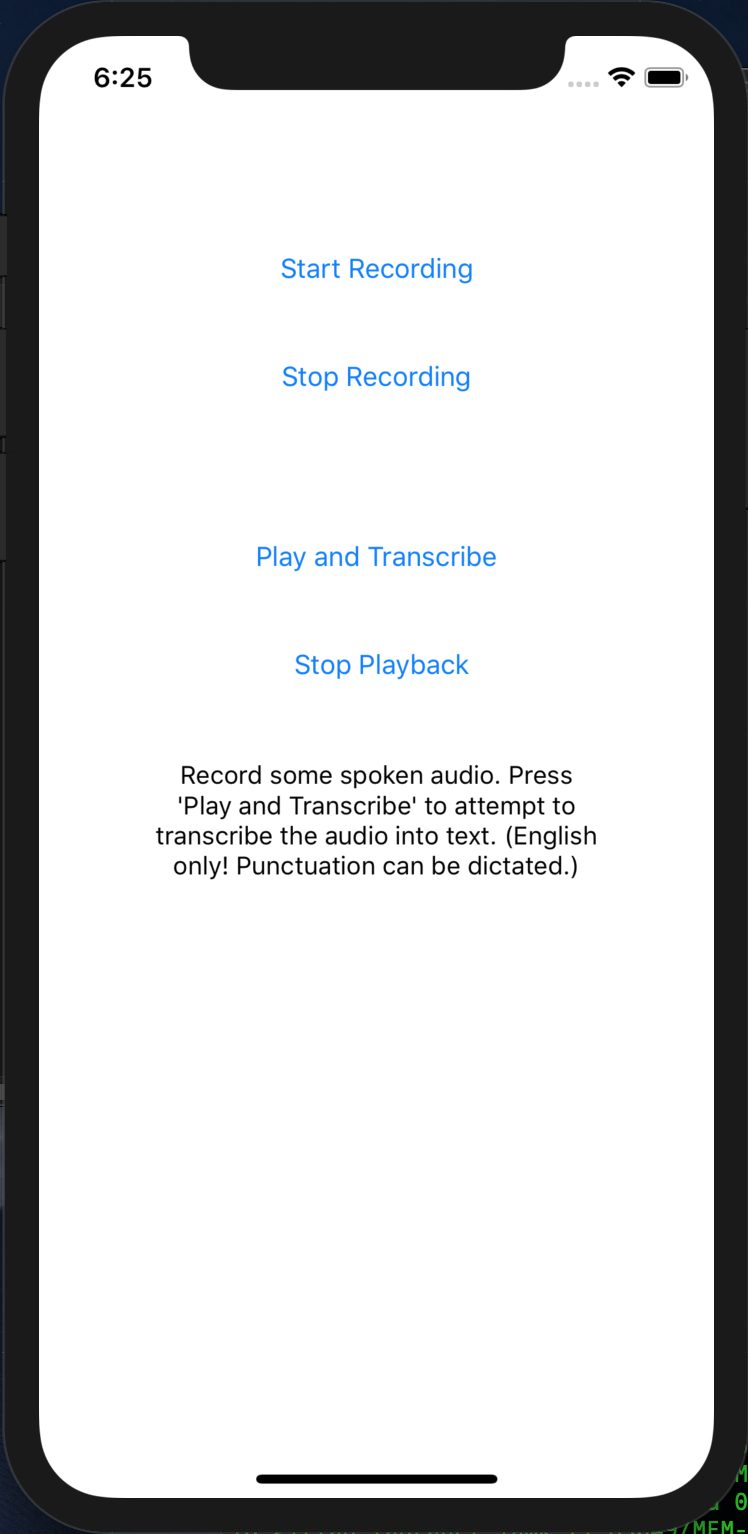 6:25
Start Recording
Stop Recording
Play and Transcribe
Stop Playback
Record some spoken audio. Press
'Play and Transcribe' to attempt to
transcribe the audio into text. (English
only! Punctuation can be dictated.)